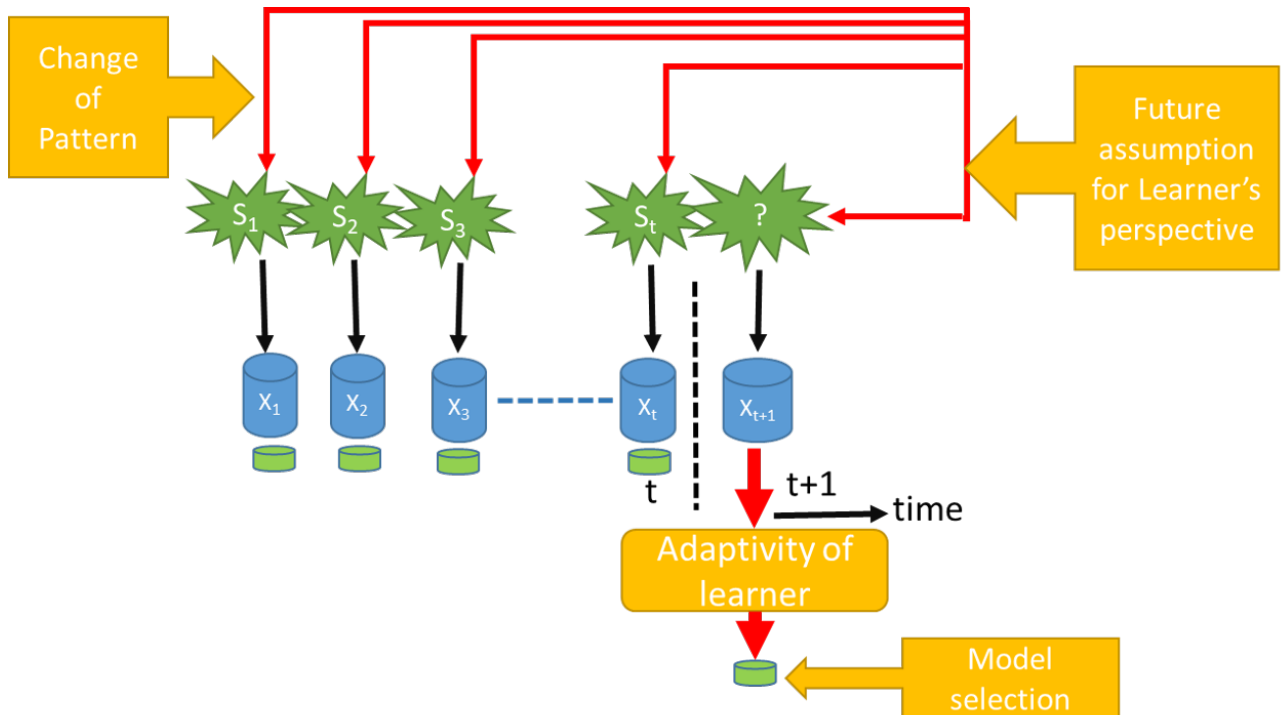 Change
of
Pattern
Future
assumption
for Learner's
perspective
S₁
S₂
S₃
Sₜ
?
X₁
X₂
X₃
Xₜ
Xₜ₊₁
t
t+1
time
Adaptivity of
learner
Model
selection